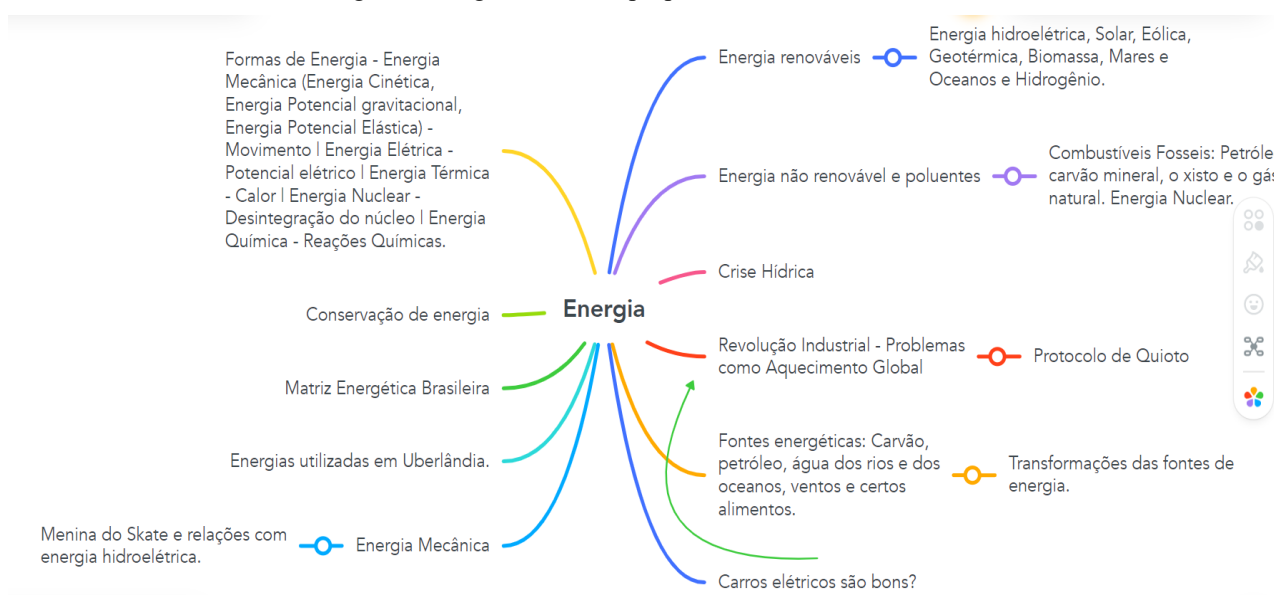 Formas de Energia - Energia
Mecânica (Energia Cinética,
Energia Potencial gravitacional,
Energia Potencial Elástica) -
Movimento | Energia Elétrica -
Potencial elétrico | Energia Térmica
- Calor | Energia Nuclear -
Desintegração do núcleo | Energia
Química - Reações Químicas.
Conservação de energia
Matriz Energética Brasileira
Energias utilizadas em Uberlândia.
Energia Mecânica
Menina do Skate e relações com
energia hidroelétrica.
Energia
Energia renováveis
Energia hidroelétrica, Solar, Eólica,
Geotérmica, Biomassa, Mares e
Oceanos e Hidrogênio.
Energia não renovável e poluentes
Combustíveis Fosseis: Petróle
carvão mineral, o xisto e o gás
natural. Energia Nuclear.
Crise Hídrica
Revolução Industrial - Problemas
como Aquecimento Global
Protocolo de Quioto
Fontes energéticas: Carvão,
petróleo, água dos rios e dos
oceanos, ventos e certos
alimentos.
Transformações das fontes de
energia.
Carros elétricos são bons?